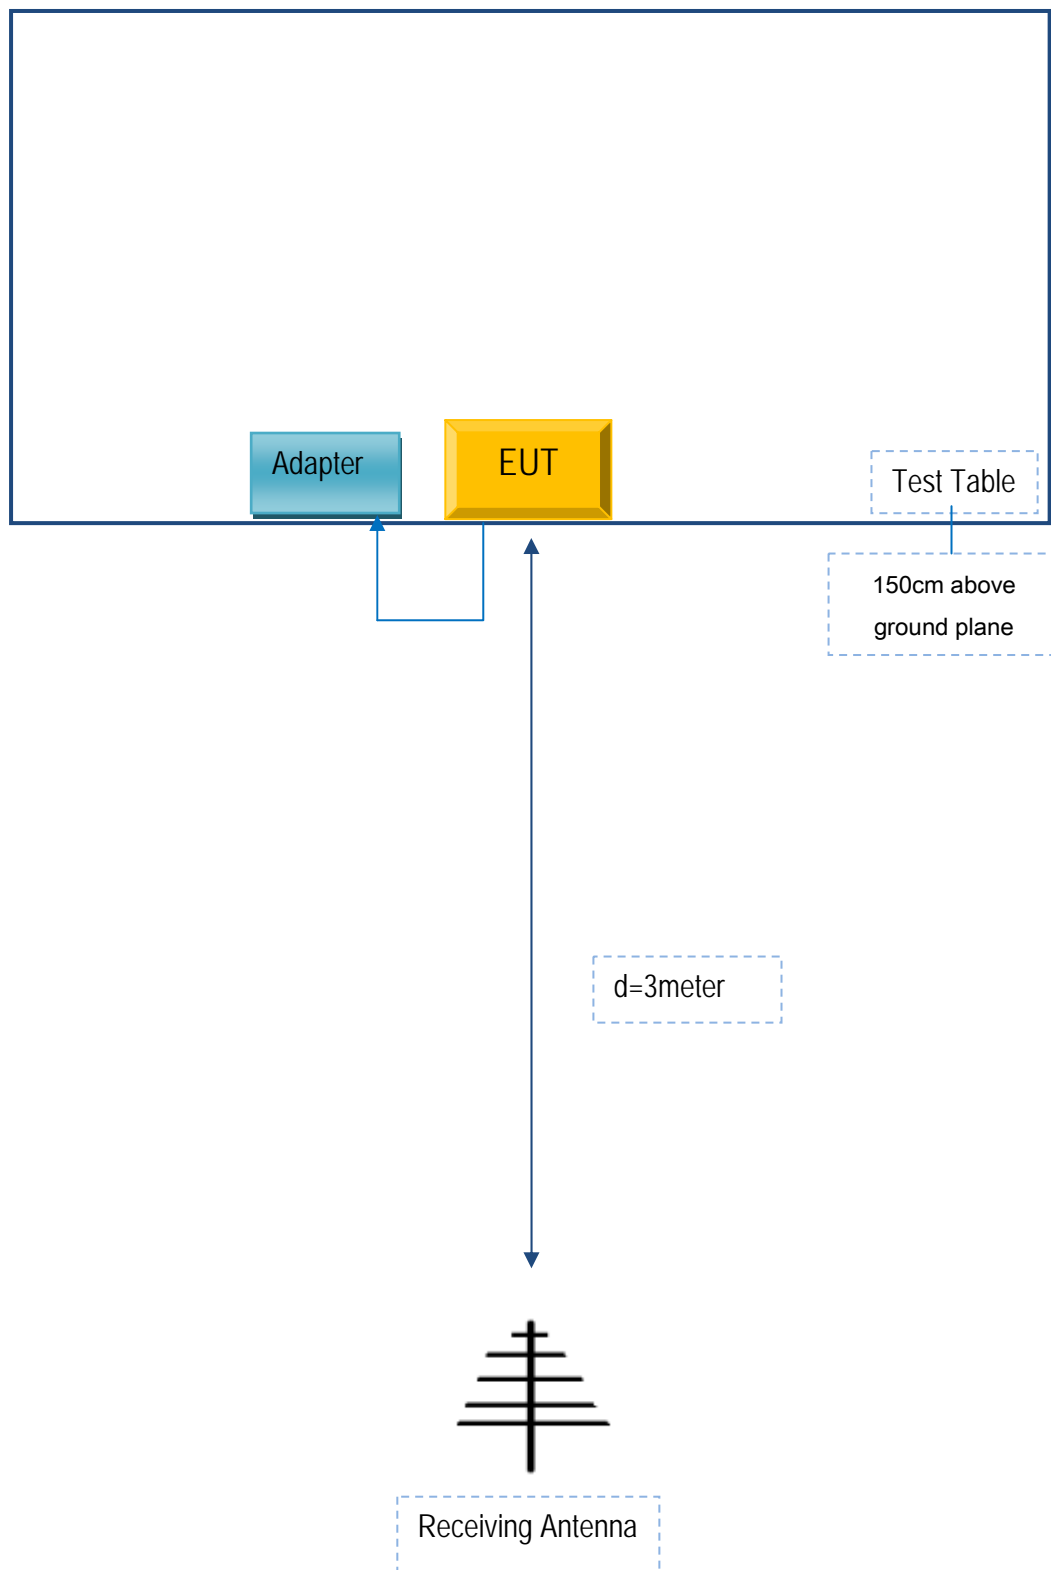 Adapter
EUT
Test Table
150cm above
ground plane
d=3meter
Receiving Antenna